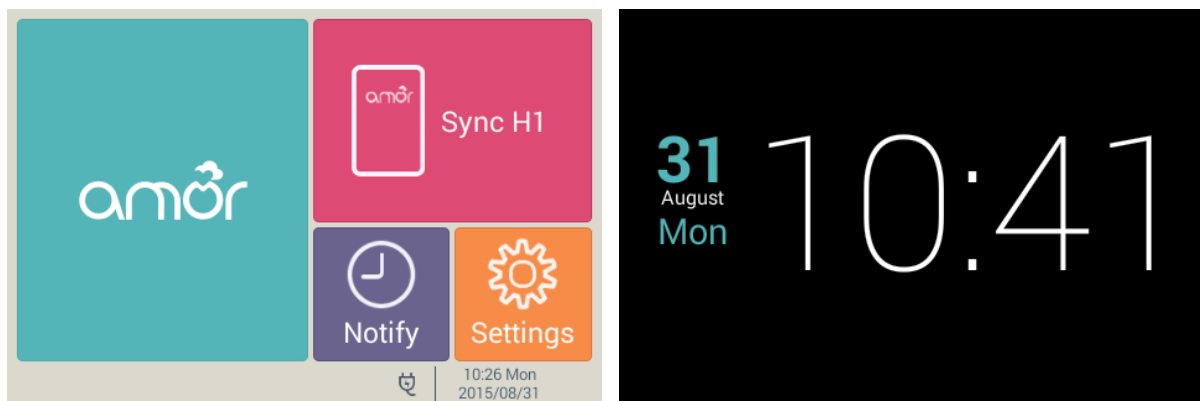 amor
amor
Sync H1
Notify
Settings
10:26 Mon
2015/08/31
31
August
Mon
10:41